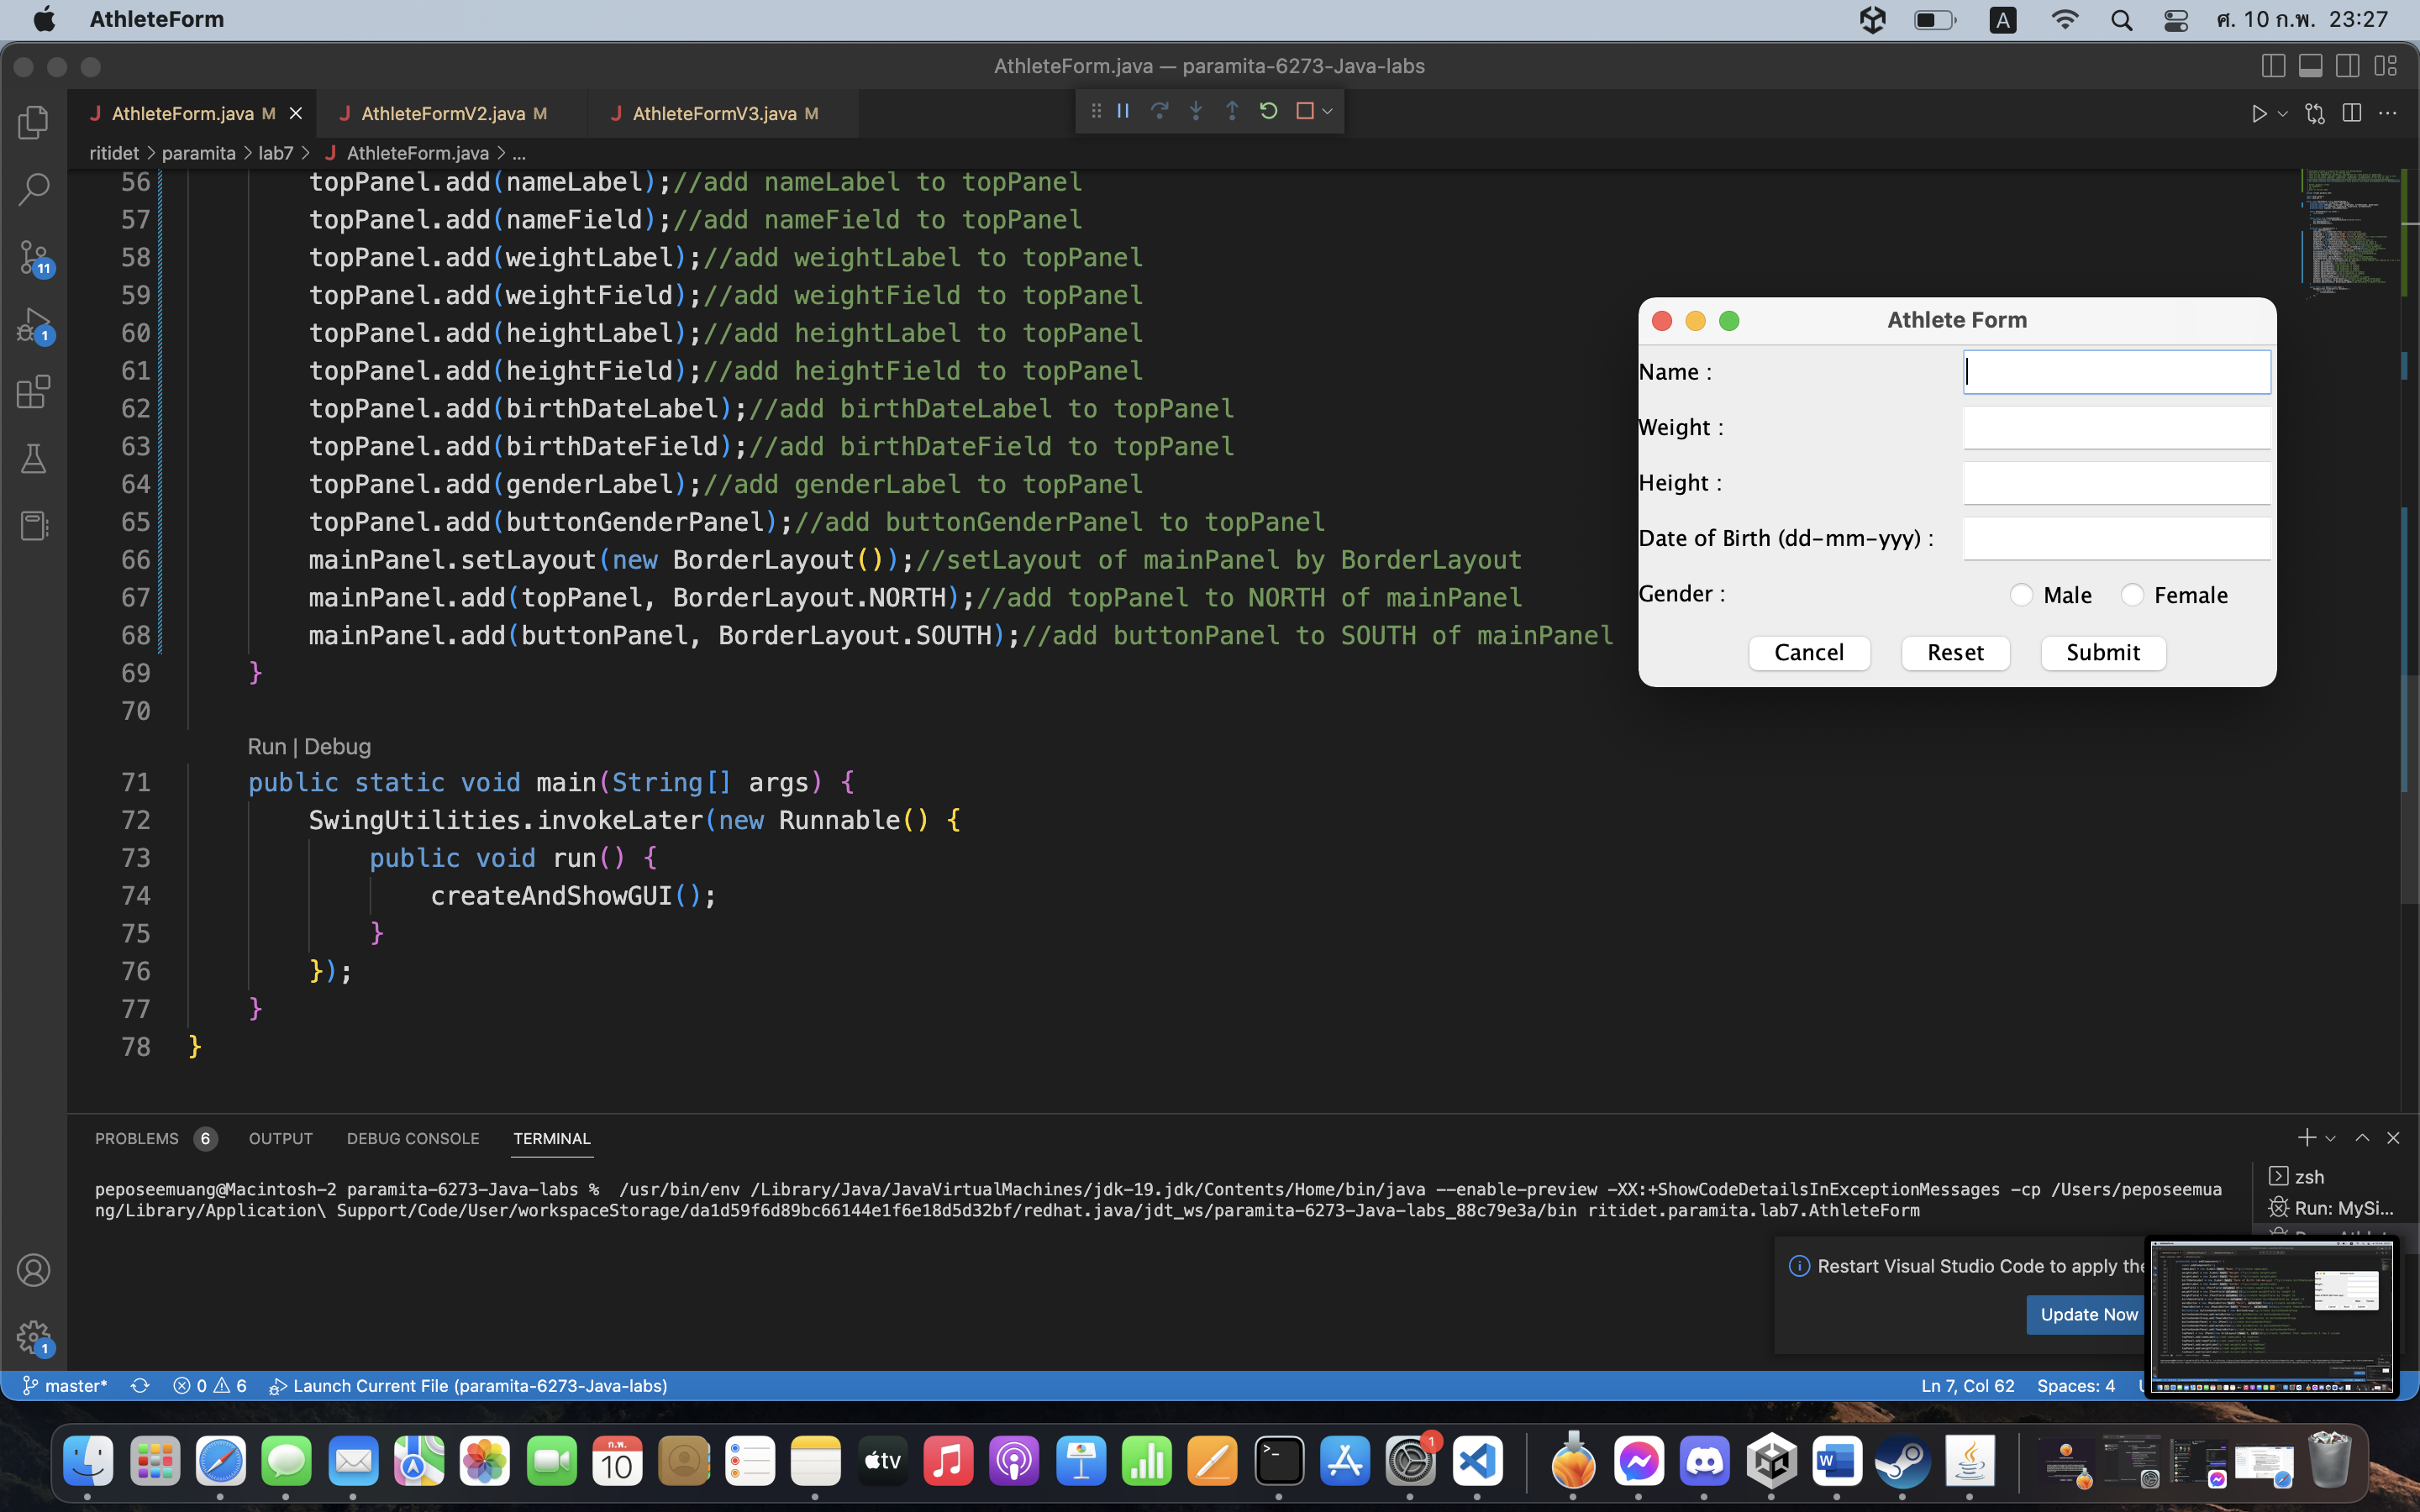 AthleteForm
A
ศ. 10 ก.พ. 23:27
AthleteForm.java — paramita-6273-Java-labs
J AthleteForm.java M
J AthleteFormV2.java M
J AthleteFormV3.java M
ritidet > paramita > lab7 > J AthleteForm.java > ...
56 topPanel.add(nameLabel);//add nameLabel to topPanel
57 topPanel.add(nameField);//add nameField to topPanel
58 topPanel.add(weightLabel);//add weightLabel to topPanel
59 topPanel.add(weightField);//add weightField to topPanel
60 topPanel.add(heightLabel);//add heightLabel to topPanel
61 topPanel.add(heightField);//add heightField to topPanel
62 topPanel.add(birthDateLabel);//add birthDateLabel to topPanel
63 topPanel.add(birthDateField);//add birthDateField to topPanel
64 topPanel.add(genderLabel);//add genderLabel to topPanel
65 topPanel.add(buttonGenderPanel);//add buttonGenderPanel to topPanel
66 mainPanel.setLayout(new BorderLayout());//setLayout of mainPanel by BorderLayout
67 mainPanel.add(topPanel, BorderLayout.NORTH);//add topPanel to NORTH of mainPanel
68 mainPanel.add(buttonPanel, BorderLayout.SOUTH);//add buttonPanel to SOUTH of mainPanel
69 }
70
Run | Debug
71 public static void main(String[] args) {
72 SwingUtilities.invokeLater(new Runnable() {
73 public void run() {
74 createAndShowGUI();
75 }
76 });
77 }
78 }
11
1
1
Athlete Form
Name :
Weight :
Height :
Date of Birth (dd-mm-yyy) :
Gender : Male Female
Cancel Reset Submit
PROBLEMS 6 OUTPUT DEBUG CONSOLE TERMINAL
peposeemuang@Macintosh-2 paramita-6273-Java-labs % /usr/bin/env /Library/Java/JavaVirtualMachines/jdk-19.jdk/Contents/Home/bin/java --enable-preview -XX:+ShowCodeDetailsInExceptionMessages -cp /Users/peposeemua
ng/Library/Application\ Support/Code/User/workspaceStorage/da1d59f6d89bc66144e1f6e18d5d32bf/redhat.java/jdt_ws/paramita-6273-Java-labs_88c79e3a/bin ritidet.paramita.lab7.AthleteForm
zsh
Run: MySi...
Restart Visual Studio Code to apply the
Update Now
master* 0 6 Launch Current File (paramita-6273-Java-labs)
Ln 7, Col 62 Spaces: 4
ก.พ.
10
tv
1
W